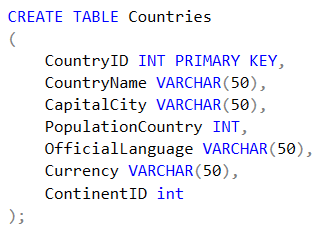 CREATE TABLE Countries
(
    CountryID INT PRIMARY KEY,
    CountryName VARCHAR(50),
    CapitalCity VARCHAR(50),
    PopulationCountry INT,
    OfficialLanguage VARCHAR(50),
    Currency VARCHAR(50),
    ContinentID int
);